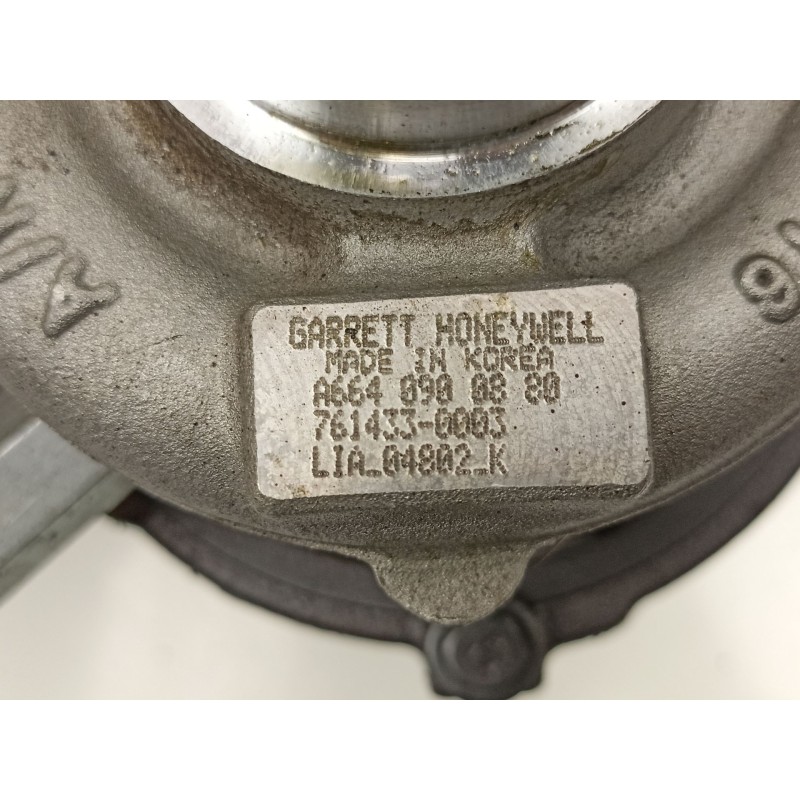 GARRETT HONEYWELL
MADE IN KOREA
A664 090 08 80
761433-0003
LIA_04802_K
A/R